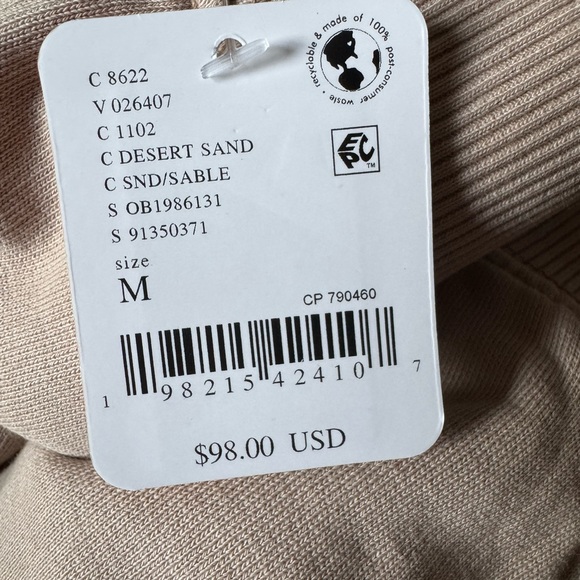 recyclable & made of 100% post-consumer waste
C 8622
V 026407
C 1102
C DESERT SAND
C SND/SABLE
S OB1986131
S 91350371
size
M
EPC
TM
CP 790460
1 98215 42410 7
$98.00 USD